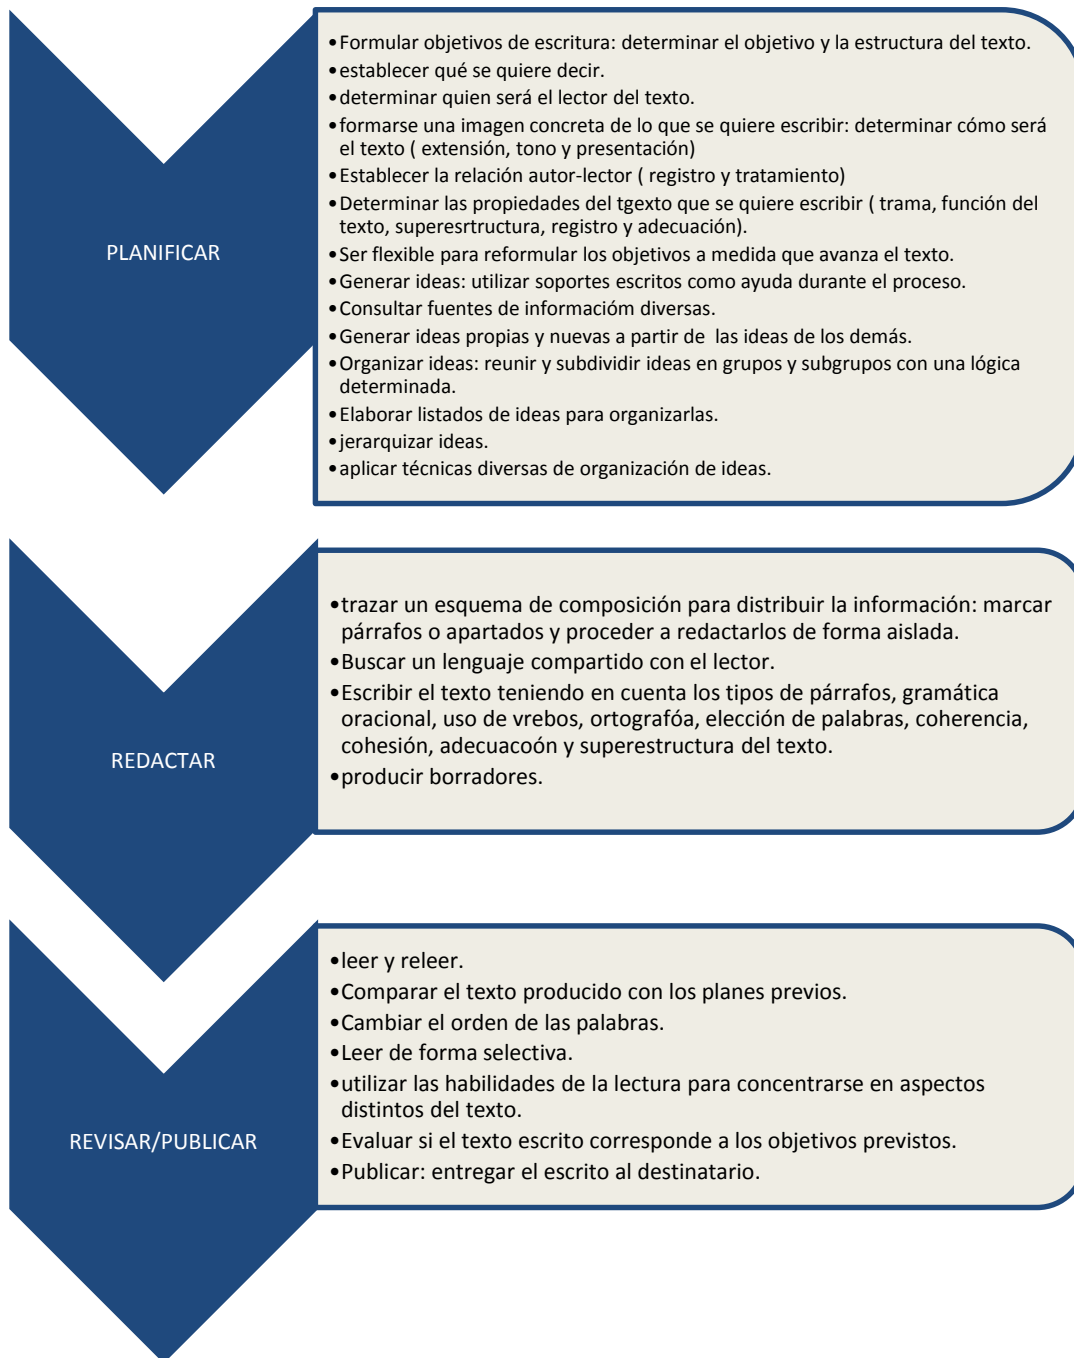 PLANIFICAR
•Formular objetivos de escritura: determinar el objetivo y la estructura del texto.
•establecer qué se quiere decir.
•determinar quien será el lector del texto.
•formarse una imagen concreta de lo que se quiere escribir: determinar cómo será
el texto ( extensión, tono y presentación)
•Establecer la relación autor-lector ( registro y tratamiento)
•Determinar las propiedades del tgexto que se quiere escribir ( trama, función del
texto, superesrtructura, registro y adecuación).
•Ser flexible para reformular los objetivos a medida que avanza el texto.
•Generar ideas: utilizar soportes escritos como ayuda durante el proceso.
•Consultar fuentes de informacióm diversas.
•Generar ideas propias y nuevas a partir de  las ideas de los demás.
•Organizar ideas: reunir y subdividir ideas en grupos y subgrupos con una lógica
determinada.
•Elaborar listados de ideas para organizarlas.
•jerarquizar ideas.
•aplicar técnicas diversas de organización de ideas.
REDACTAR
•trazar un esquema de composición para distribuir la información: marcar
párrafos o apartados y proceder a redactarlos de forma aislada.
•Buscar un lenguaje compartido con el lector.
•Escribir el texto teniendo en cuenta los tipos de párrafos, gramática
oracional, uso de vrebos, ortografóa, elección de palabras, coherencia,
cohesión, adecuacoón y superestructura del texto.
•producir borradores.
REVISAR/PUBLICAR
•leer y releer.
•Comparar el texto producido con los planes previos.
•Cambiar el orden de las palabras.
•Leer de forma selectiva.
•utilizar las habilidades de la lectura para concentrarse en aspectos
distintos del texto.
•Evaluar si el texto escrito corresponde a los objetivos previstos.
•Publicar: entregar el escrito al destinatario.